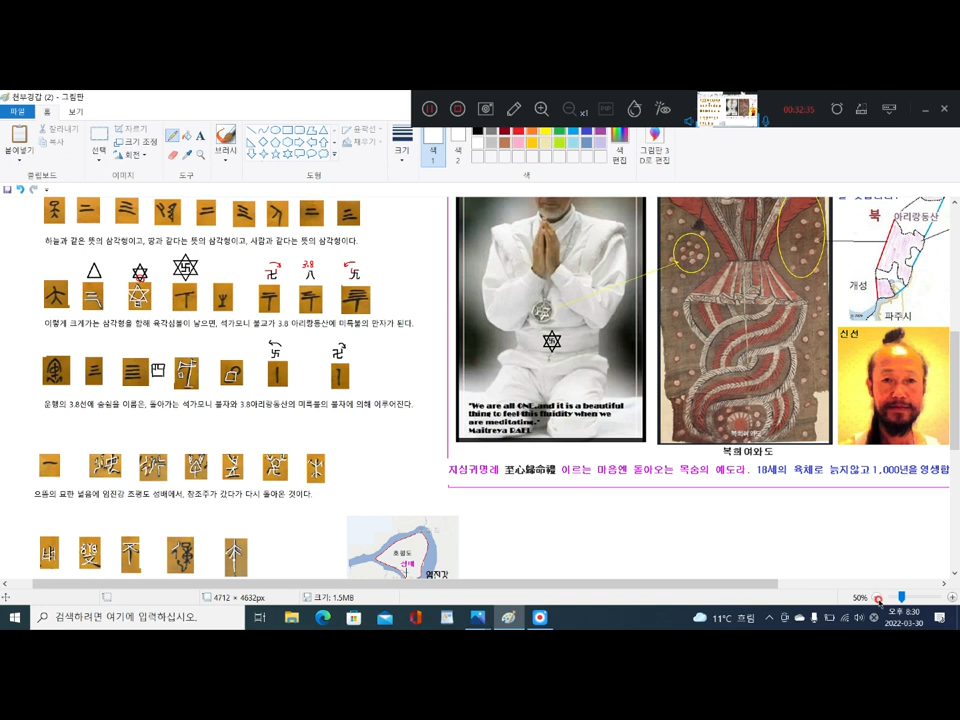 천부경갑 (2) - 그림판
00:32:35
파일
홈
보기
붙여넣기
잘라내기
복사
클립보드
선택
자르기
크기 조정
회전
이미지
A
도구
브러시
윤곽선
채우기
도형
크기
색 1
색 2
색 편집
그림판 3D로 편집
색
하늘과 같은 뜻의 삼각형이고, 땅과 같다는 뜻의 삼각형이고, 사람과 같다는 뜻의 삼각형이다.
3.8
이렇게 크게가는 삼각형을 합해 육각심볼이 낳으면, 석가모니 불교가 3.8 아리랑동산에 미륵불의 만자가 된다.
四
운행의 3.8선에 숭쉼을 이룸은, 돌아가는 석가모니 불자와 3.8아리랑동산의 미륵불의 불자에 의해 이루어진다.
으뜸의 묘한 넓음에 임진강 초평도 성배에서, 창조주가 갔다가 다시 돌아온 것이다.
초평도
성배
임진강
"We are all ONE and it is a beautiful
thing to feel this fluidity when we
are meditating."
Maitreya RAEL
복희여와도
복희여와도
북
아리랑동산
개성
파주시
신선
지심귀명례 至心歸命禮 이르는 마음엔 돌아오는 목숨의 예도라. 18세의 육체로 늙지않고 1,000년을 영생합
4712 × 4632px
크기: 1.5MB
50%
검색하려면 여기에 입력하십시오.
11°C 흐림
오후 8:30
2022-03-30